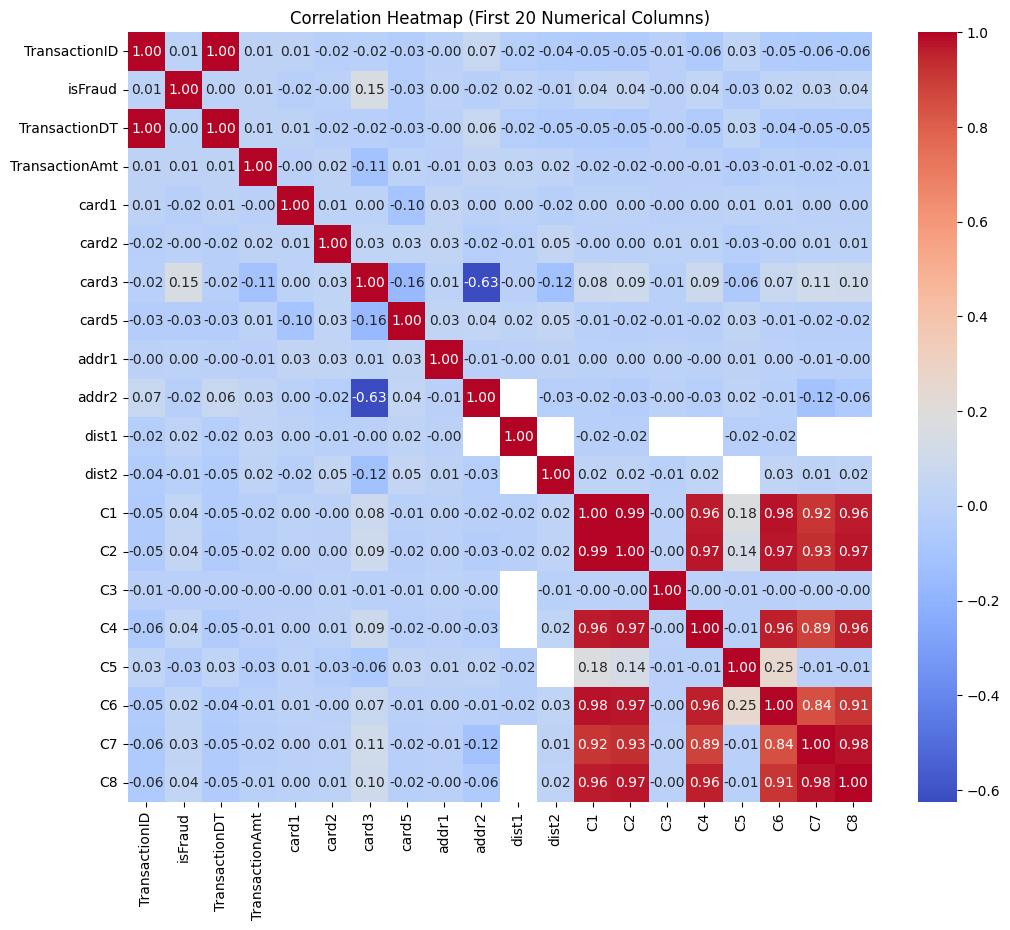 Correlation Heatmap (First 20 Numerical Columns)
TransactionID 1.00 0.01 1.00 0.01 0.01 -0.02 -0.02 -0.03 -0.00 0.07 -0.02 -0.04 -0.05 -0.05 -0.01 -0.06 0.03 -0.05 -0.06 -0.06
isFraud 0.01 1.00 0.00 0.01 -0.02 -0.00 0.15 -0.03 0.00 -0.02 0.02 -0.01 0.04 0.04 -0.00 0.04 -0.03 0.02 0.03 0.04
TransactionDT 1.00 0.00 1.00 0.01 0.01 -0.02 -0.02 -0.03 -0.00 0.06 -0.02 -0.05 -0.05 -0.05 -0.00 -0.05 0.03 -0.04 -0.05 -0.05
TransactionAmt 0.01 0.01 0.01 1.00 -0.00 0.02 -0.11 0.01 -0.01 0.03 0.03 0.02 -0.02 -0.02 -0.00 -0.01 -0.03 -0.01 -0.02 -0.01
card1 0.01 -0.02 0.01 -0.00 1.00 0.01 0.00 -0.10 0.03 0.00 0.00 -0.02 0.00 0.00 0.00 0.00 0.01 0.01 0.00 0.00
card2 -0.02 -0.00 -0.02 0.02 0.01 1.00 0.03 0.03 0.03 -0.02 -0.01 0.05 -0.00 0.00 0.01 0.01 -0.03 -0.00 0.01 0.01
card3 -0.02 0.15 -0.02 -0.11 0.00 0.03 1.00 -0.16 0.01 -0.63 -0.00 -0.12 0.08 0.09 -0.01 0.09 -0.06 0.07 0.11 0.10
card5 -0.03 -0.03 -0.03 0.01 -0.10 0.03 -0.16 1.00 0.03 0.04 0.02 0.05 -0.01 -0.02 -0.01 -0.02 0.03 -0.01 -0.02 -0.02
addr1 -0.00 0.00 -0.00 -0.01 0.03 0.03 0.01 0.03 1.00 -0.01 -0.00 0.01 0.00 0.00 -0.00 -0.00 0.01 0.00 -0.01 -0.00
addr2 0.07 -0.02 0.06 0.03 0.00 -0.02 -0.63 0.04 -0.01 1.00 -0.03 -0.02 -0.03 -0.00 -0.03 0.02 -0.01 -0.12 -0.06
dist1 -0.02 0.02 -0.02 0.03 0.00 -0.01 -0.00 0.02 -0.00 1.00 -0.02 -0.02 -0.02 -0.02
dist2 -0.04 -0.01 -0.05 0.02 -0.02 0.05 -0.12 0.05 0.01 -0.03 1.00 0.02 0.02 -0.01 0.02 0.03 0.01 0.02
C1 -0.05 0.04 -0.05 -0.02 0.00 -0.00 0.08 -0.01 0.00 -0.02 -0.02 0.02 1.00 0.99 -0.00 0.96 0.18 0.98 0.92 0.96
C2 -0.05 0.04 -0.05 -0.02 0.00 0.00 0.09 -0.02 0.00 -0.03 -0.02 0.02 0.99 1.00 -0.00 0.97 0.14 0.97 0.93 0.97
C3 -0.01 -0.00 -0.00 -0.00 0.00 0.01 -0.01 -0.01 -0.00 -0.00 -0.01 -0.00 -0.00 1.00 -0.00 -0.01 -0.00 -0.00 -0.00
C4 -0.06 0.04 -0.05 -0.01 0.00 0.01 0.09 -0.02 -0.00 -0.03 0.02 0.96 0.97 -0.00 1.00 -0.01 0.96 0.89 0.96
C5 0.03 -0.03 0.03 -0.03 0.01 -0.03 -0.06 0.03 0.01 0.02 -0.02 0.18 0.14 -0.01 -0.01 1.00 0.25 -0.01 -0.01
C6 -0.05 0.02 -0.04 -0.01 0.01 -0.00 0.07 -0.01 0.00 -0.01 -0.02 0.03 0.98 0.97 -0.00 0.96 0.25 1.00 0.84 0.91
C7 -0.06 0.03 -0.05 -0.02 0.00 0.01 0.11 -0.02 -0.01 -0.12 0.01 0.92 0.93 -0.00 0.89 -0.01 0.84 1.00 0.98
C8 -0.06 0.04 -0.05 -0.01 0.00 0.01 0.10 -0.02 -0.00 -0.06 0.02 0.96 0.97 -0.00 0.96 -0.01 0.91 0.98 1.00
TransactionID isFraud TransactionDT TransactionAmt card1 card2 card3 card5 addr1 addr2 dist1 dist2 C1 C2 C3 C4 C5 C6 C7 C8
1.0
0.8
0.6
0.4
0.2
0.0
−0.2
−0.4
−0.6